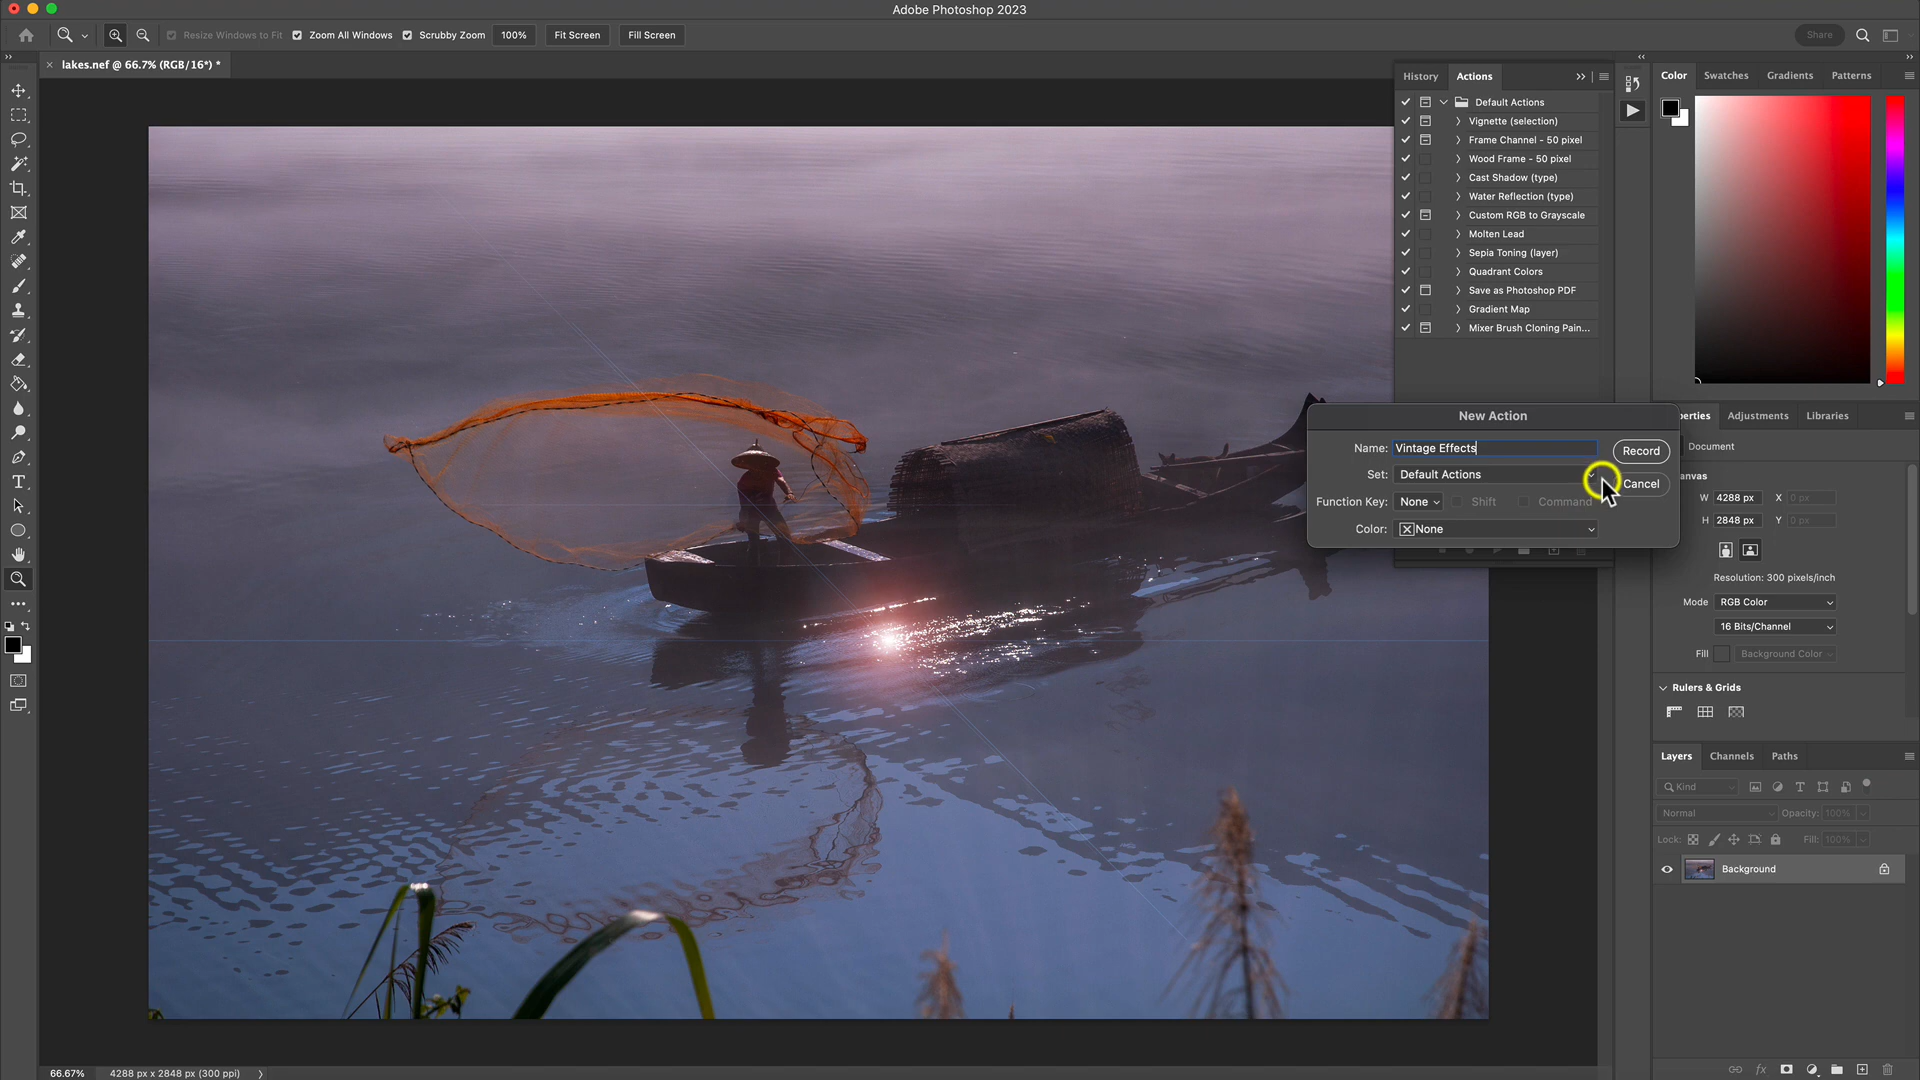 Adobe Photoshop 2023
Resize Windows to Fit Zoom All Windows Scrubby Zoom 100% Fit Screen Fill Screen Share
lakes.nef @ 66.7% (RGB/16*) *
History Actions
Default Actions
Vignette (selection)
Frame Channel - 50 pixel
Wood Frame - 50 pixel
Cast Shadow (type)
Water Reflection (type)
Custom RGB to Grayscale
Molten Lead
Sepia Toning (layer)
Quadrant Colors
Save as Photoshop PDF
Gradient Map
Mixer Brush Cloning Pain...
Color Swatches Gradients Patterns
New Action
Name: Vintage Effects
Record
Set: Default Actions
Cancel
Function Key: None Shift Command
Color: None
perties Adjustments Libraries
Document
anvas
W 4288 px X 0 px
H 2848 px Y 0 px
Resolution: 300 pixels/inch
Mode RGB Color
16 Bits/Channel
Fill Background Color
Rulers & Grids
Layers Channels Paths
Kind
Normal Opacity: 100%
Lock: Fill: 100%
Background
66.67% 4288 px x 2848 px (300 ppi)